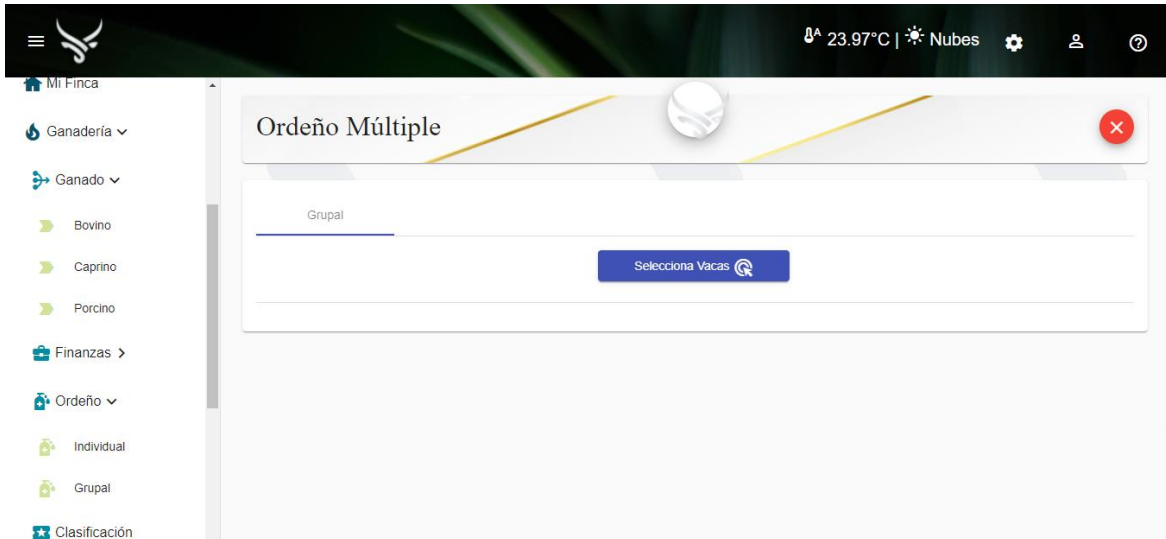 A 23.97°C | Nubes
Mi Finca
Ganadería
Ganado
Bovino
Caprino
Porcino
Finanzas
Ordeño
Individual
Grupal
Clasificación
Ordeño Múltiple
Grupal
Selecciona Vacas